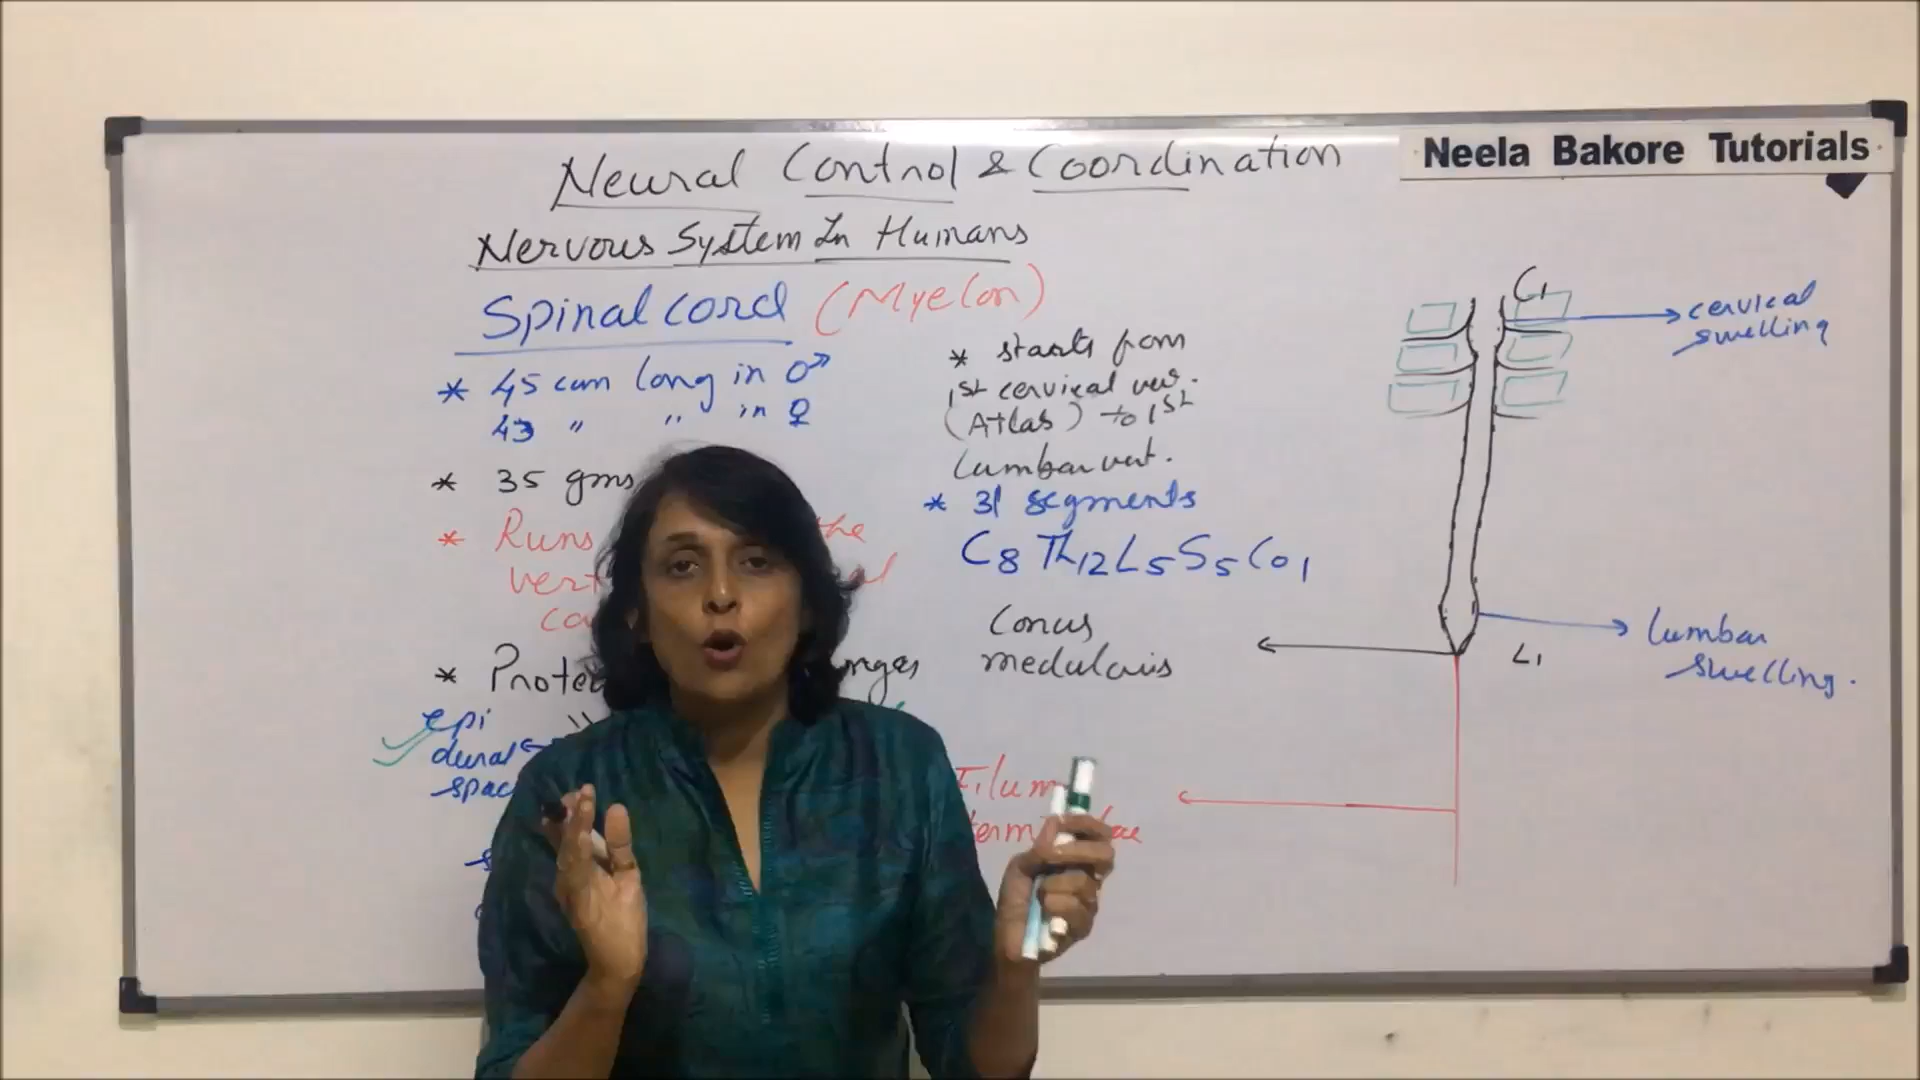 Neela Bakore Tutorials
Neural Control & Coordination
Nervous System In Humans
Spinal cord (Myelon)
* 45 cm long in ♂
43 " " in ♀
* 35 gms
* Runs the
* starts from
1st cervical ver.
(Atlas) to 1st
Lumbar vert.
* 31 segments
C8 Th12 L5 S5 Co1
Conus
medularis
epi
dural
Filum
C1
cervical
swelling
L1
lumbar
swelling.